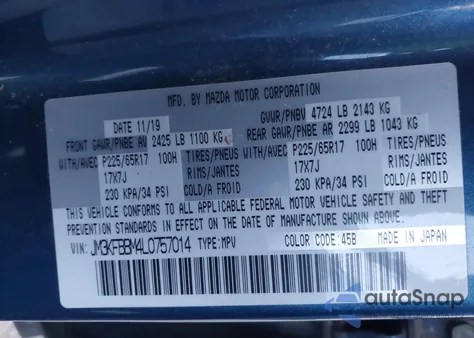 MFD. BY MAZDA MOTOR CORPORATION
DATE 11/19 GVWR/PNBV 4724 LB 2143 KG
FRONT GAWR/PNBE AV 2425 LB 1100 KG REAR GAWR/PNBE AR 2299 LB 1043 KG
WITH/AVEC P225/65R17 100H TIRES/PNEUS WITH/AVEC P225/65R17 100H TIRES/PNEUS
17X7J RIMS/JANTES 17X7J RIMS/JANTES
230 KPA/34 PSI COLD/A FROID 230 KPA/34 PSI COLD/A FROID
THIS VEHICLE CONFORMS TO ALL APPLICABLE FEDERAL MOTOR VEHICLE SAFETY AND THEFT
PREVENTION STANDARDS IN EFFECT ON THE DATE OF MANUFACTURE SHOWN ABOVE.
VIN: JM3KFBBM4L0757014 TYPE: MPV COLOR CODE: 45B MADE IN JAPAN
autoSnap